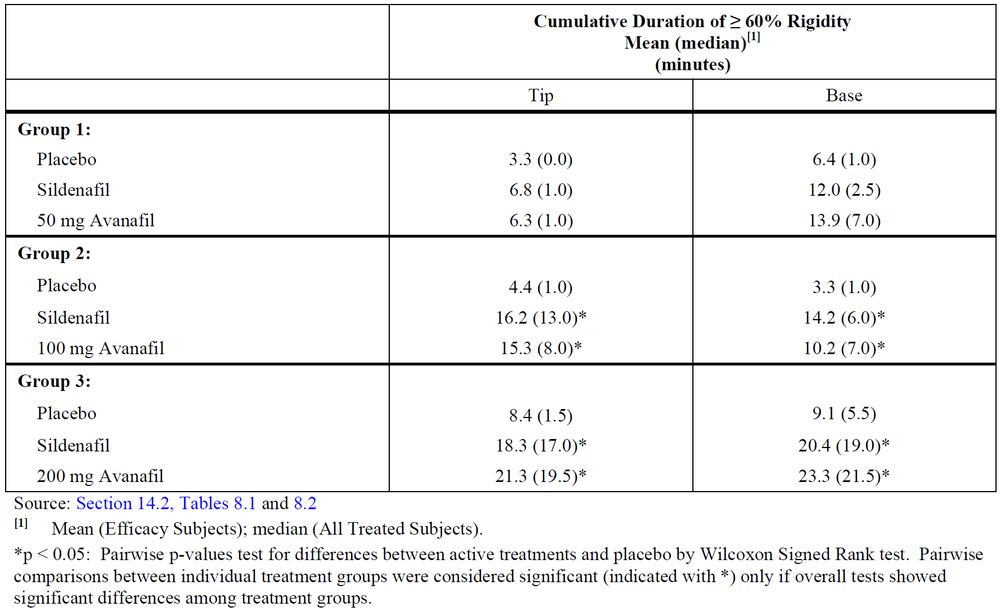 Cumulative Duration of ≥ 60% Rigidity
Mean (median)[1]
(minutes)
Tip Base
Group 1:
Placebo 3.3 (0.0) 6.4 (1.0)
Sildenafil 6.8 (1.0) 12.0 (2.5)
50 mg Avanafil 6.3 (1.0) 13.9 (7.0)
Group 2:
Placebo 4.4 (1.0) 3.3 (1.0)
Sildenafil 16.2 (13.0)* 14.2 (6.0)*
100 mg Avanafil 15.3 (8.0)* 10.2 (7.0)*
Group 3:
Placebo 8.4 (1.5) 9.1 (5.5)
Sildenafil 18.3 (17.0)* 20.4 (19.0)*
200 mg Avanafil 21.3 (19.5)* 23.3 (21.5)*
Source: Section 14.2, Tables 8.1 and 8.2
[1] Mean (Efficacy Subjects); median (All Treated Subjects).
*p < 0.05: Pairwise p-values test for differences between active treatments and placebo by Wilcoxon Signed Rank test. Pairwise
comparisons between individual treatment groups were considered significant (indicated with *) only if overall tests showed
significant differences among treatment groups.